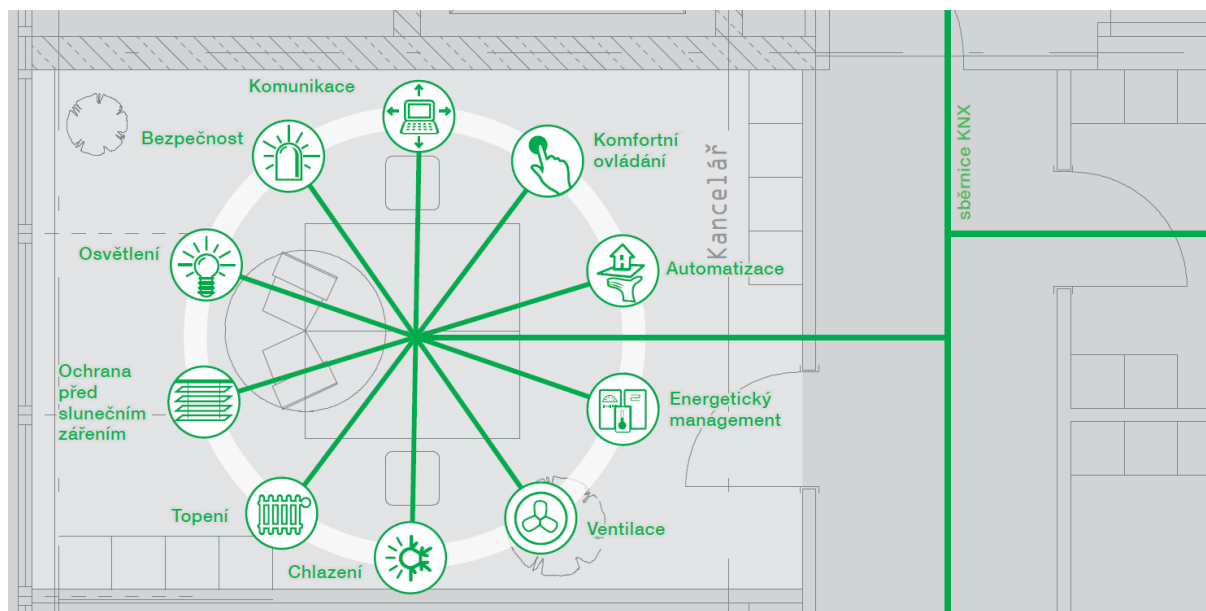 Komunikace
Bezpečnost
Komfortní
ovládání
Osvětlení
Automatizace
Kancelář
sběrnice KNX
Ochrana
před
slunečním
zářením
Energetický
management
Topení
Ventilace
Chlazení